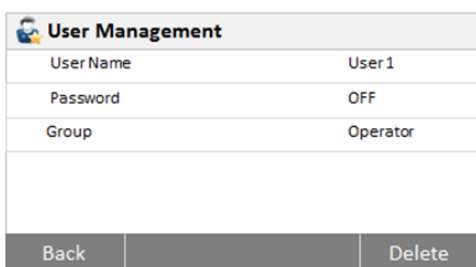 User Management
User Name User 1
Password OFF
Group Operator
Back Delete